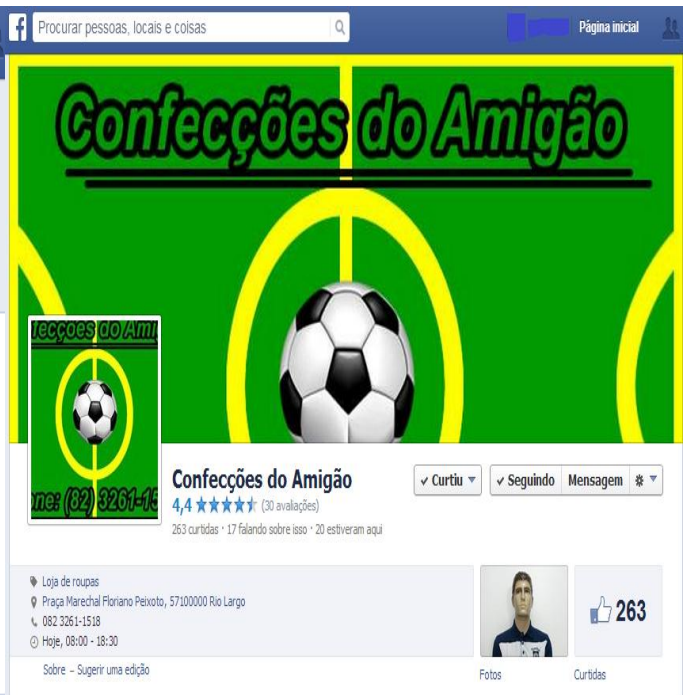 Procurar pessoas, locais e coisas
Página inicial
Confecções do Amigão
fecções do Ami
one: (82) 3261-15
Confecções do Amigão
Curtiu
Seguindo
Mensagem
4,4 (30 avaliações)
263 curtidas · 17 falando sobre isso · 20 estiveram aqui
Loja de roupas
Praça Marechal Floriano Peixoto, 57100000 Rio Largo
082 3261-1518
Hoje, 08:00 - 18:30
263
Sobre – Sugerir uma edição
Fotos
Curtidas